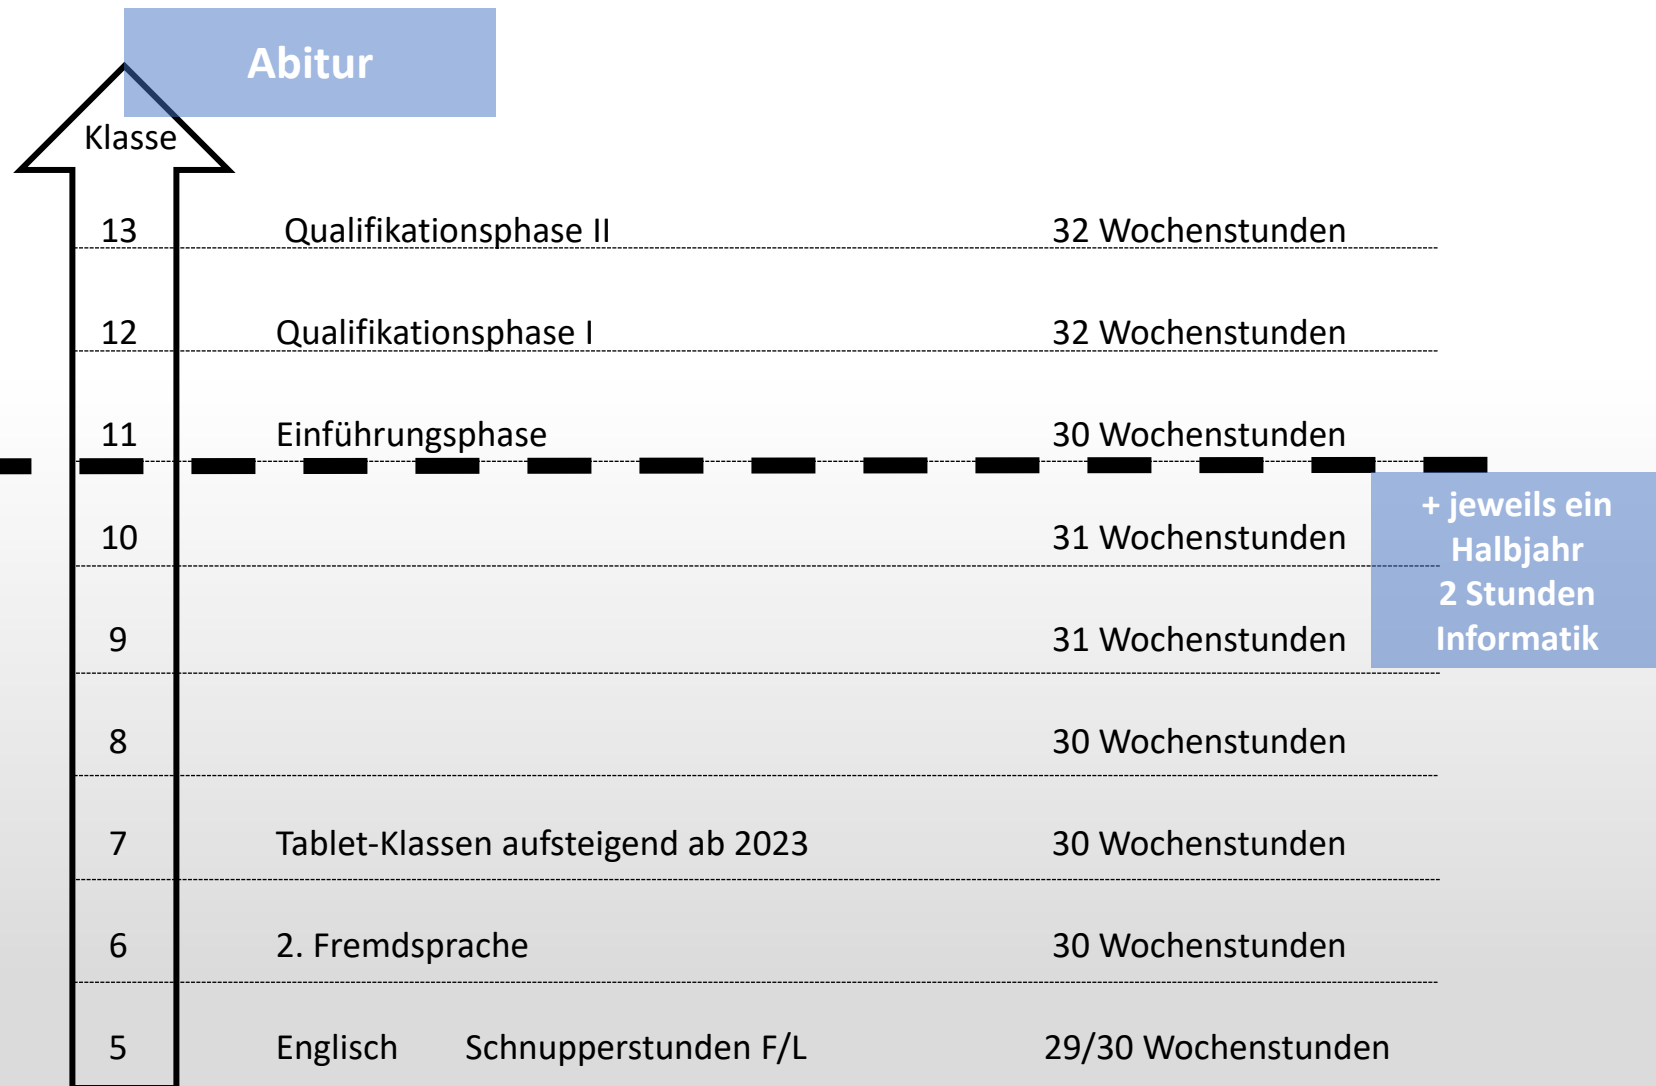 Abitur
Klasse
13 Qualifikationsphase II 32 Wochenstunden
12 Qualifikationsphase I 32 Wochenstunden
11 Einführungsphase 30 Wochenstunden
+ jeweils ein
Halbjahr
2 Stunden
Informatik
10 31 Wochenstunden
9 31 Wochenstunden
8 30 Wochenstunden
7 Tablet-Klassen aufsteigend ab 2023 30 Wochenstunden
6 2. Fremdsprache 30 Wochenstunden
5 Englisch Schnupperstunden F/L 29/30 Wochenstunden